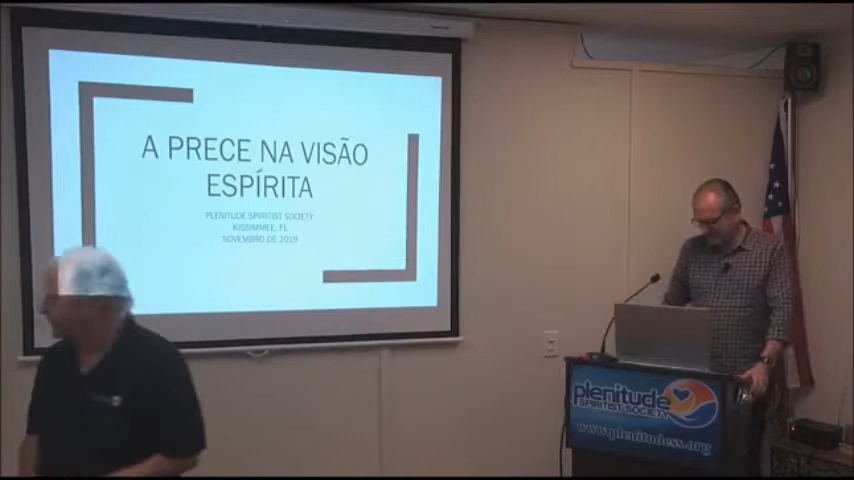 A PRECE NA VISÃO
ESPÍRITA
PLENITUDE SPIRITIST SOCIETY
KISSIMMEE, FL
NOVEMBRO DE 2019
plenitude
SPIRITIST SOCIETY
www.plenitudess.org